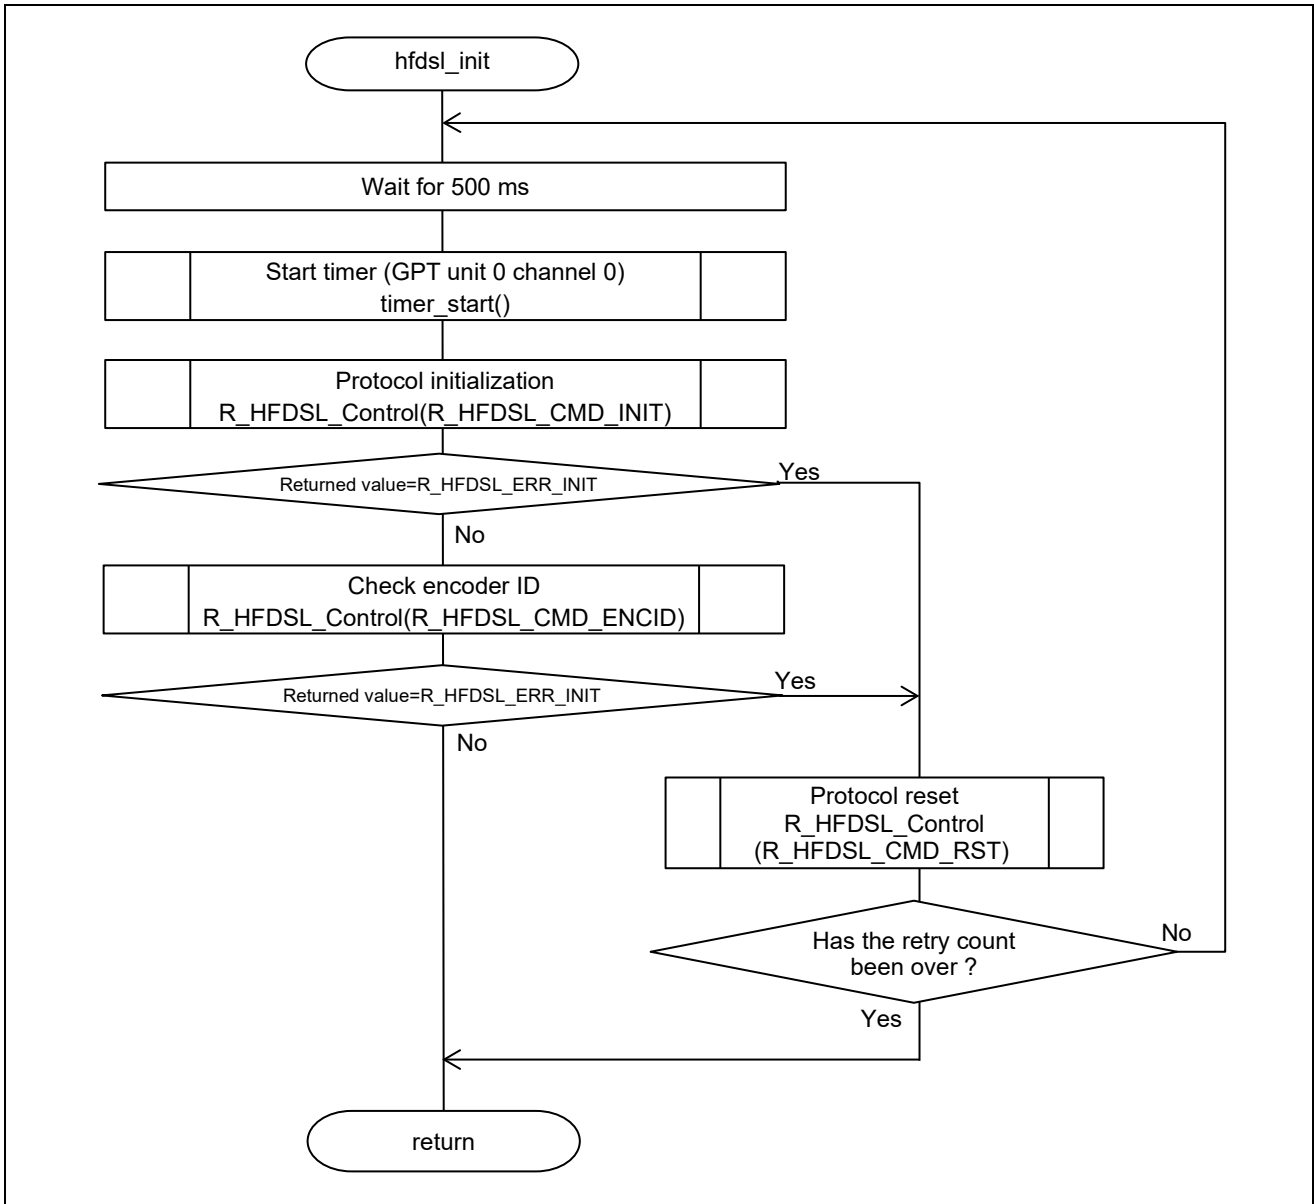 hfdsl_init
Wait for 500 ms
Start timer (GPT unit 0 channel 0)
timer_start()
Protocol initialization
R_HFDSL_Control(R_HFDSL_CMD_INIT)
Returned value=R_HFDSL_ERR_INIT
Yes
No
Check encoder ID
R_HFDSL_Control(R_HFDSL_CMD_ENCID)
Returned value=R_HFDSL_ERR_INIT
Yes
No
Protocol reset
R_HFDSL_Control
(R_HFDSL_CMD_RST)
Has the retry count
been over ?
No
Yes
return